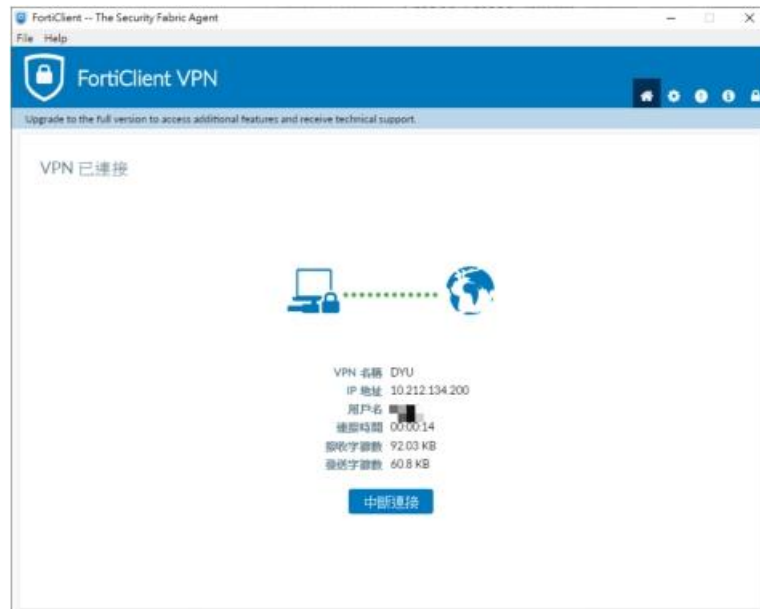 FortiClient -- The Security Fabric Agent
File Help
FortiClient VPN
Upgrade to the full version to access additional features and receive technical support.
VPN 已連接
VPN 名稱 DYU
IP 地址 10.212.134.200
用戶名
連接時間 00:00:14
接收字節數 92.03 KB
發送字節數 60.8 KB
中斷連接